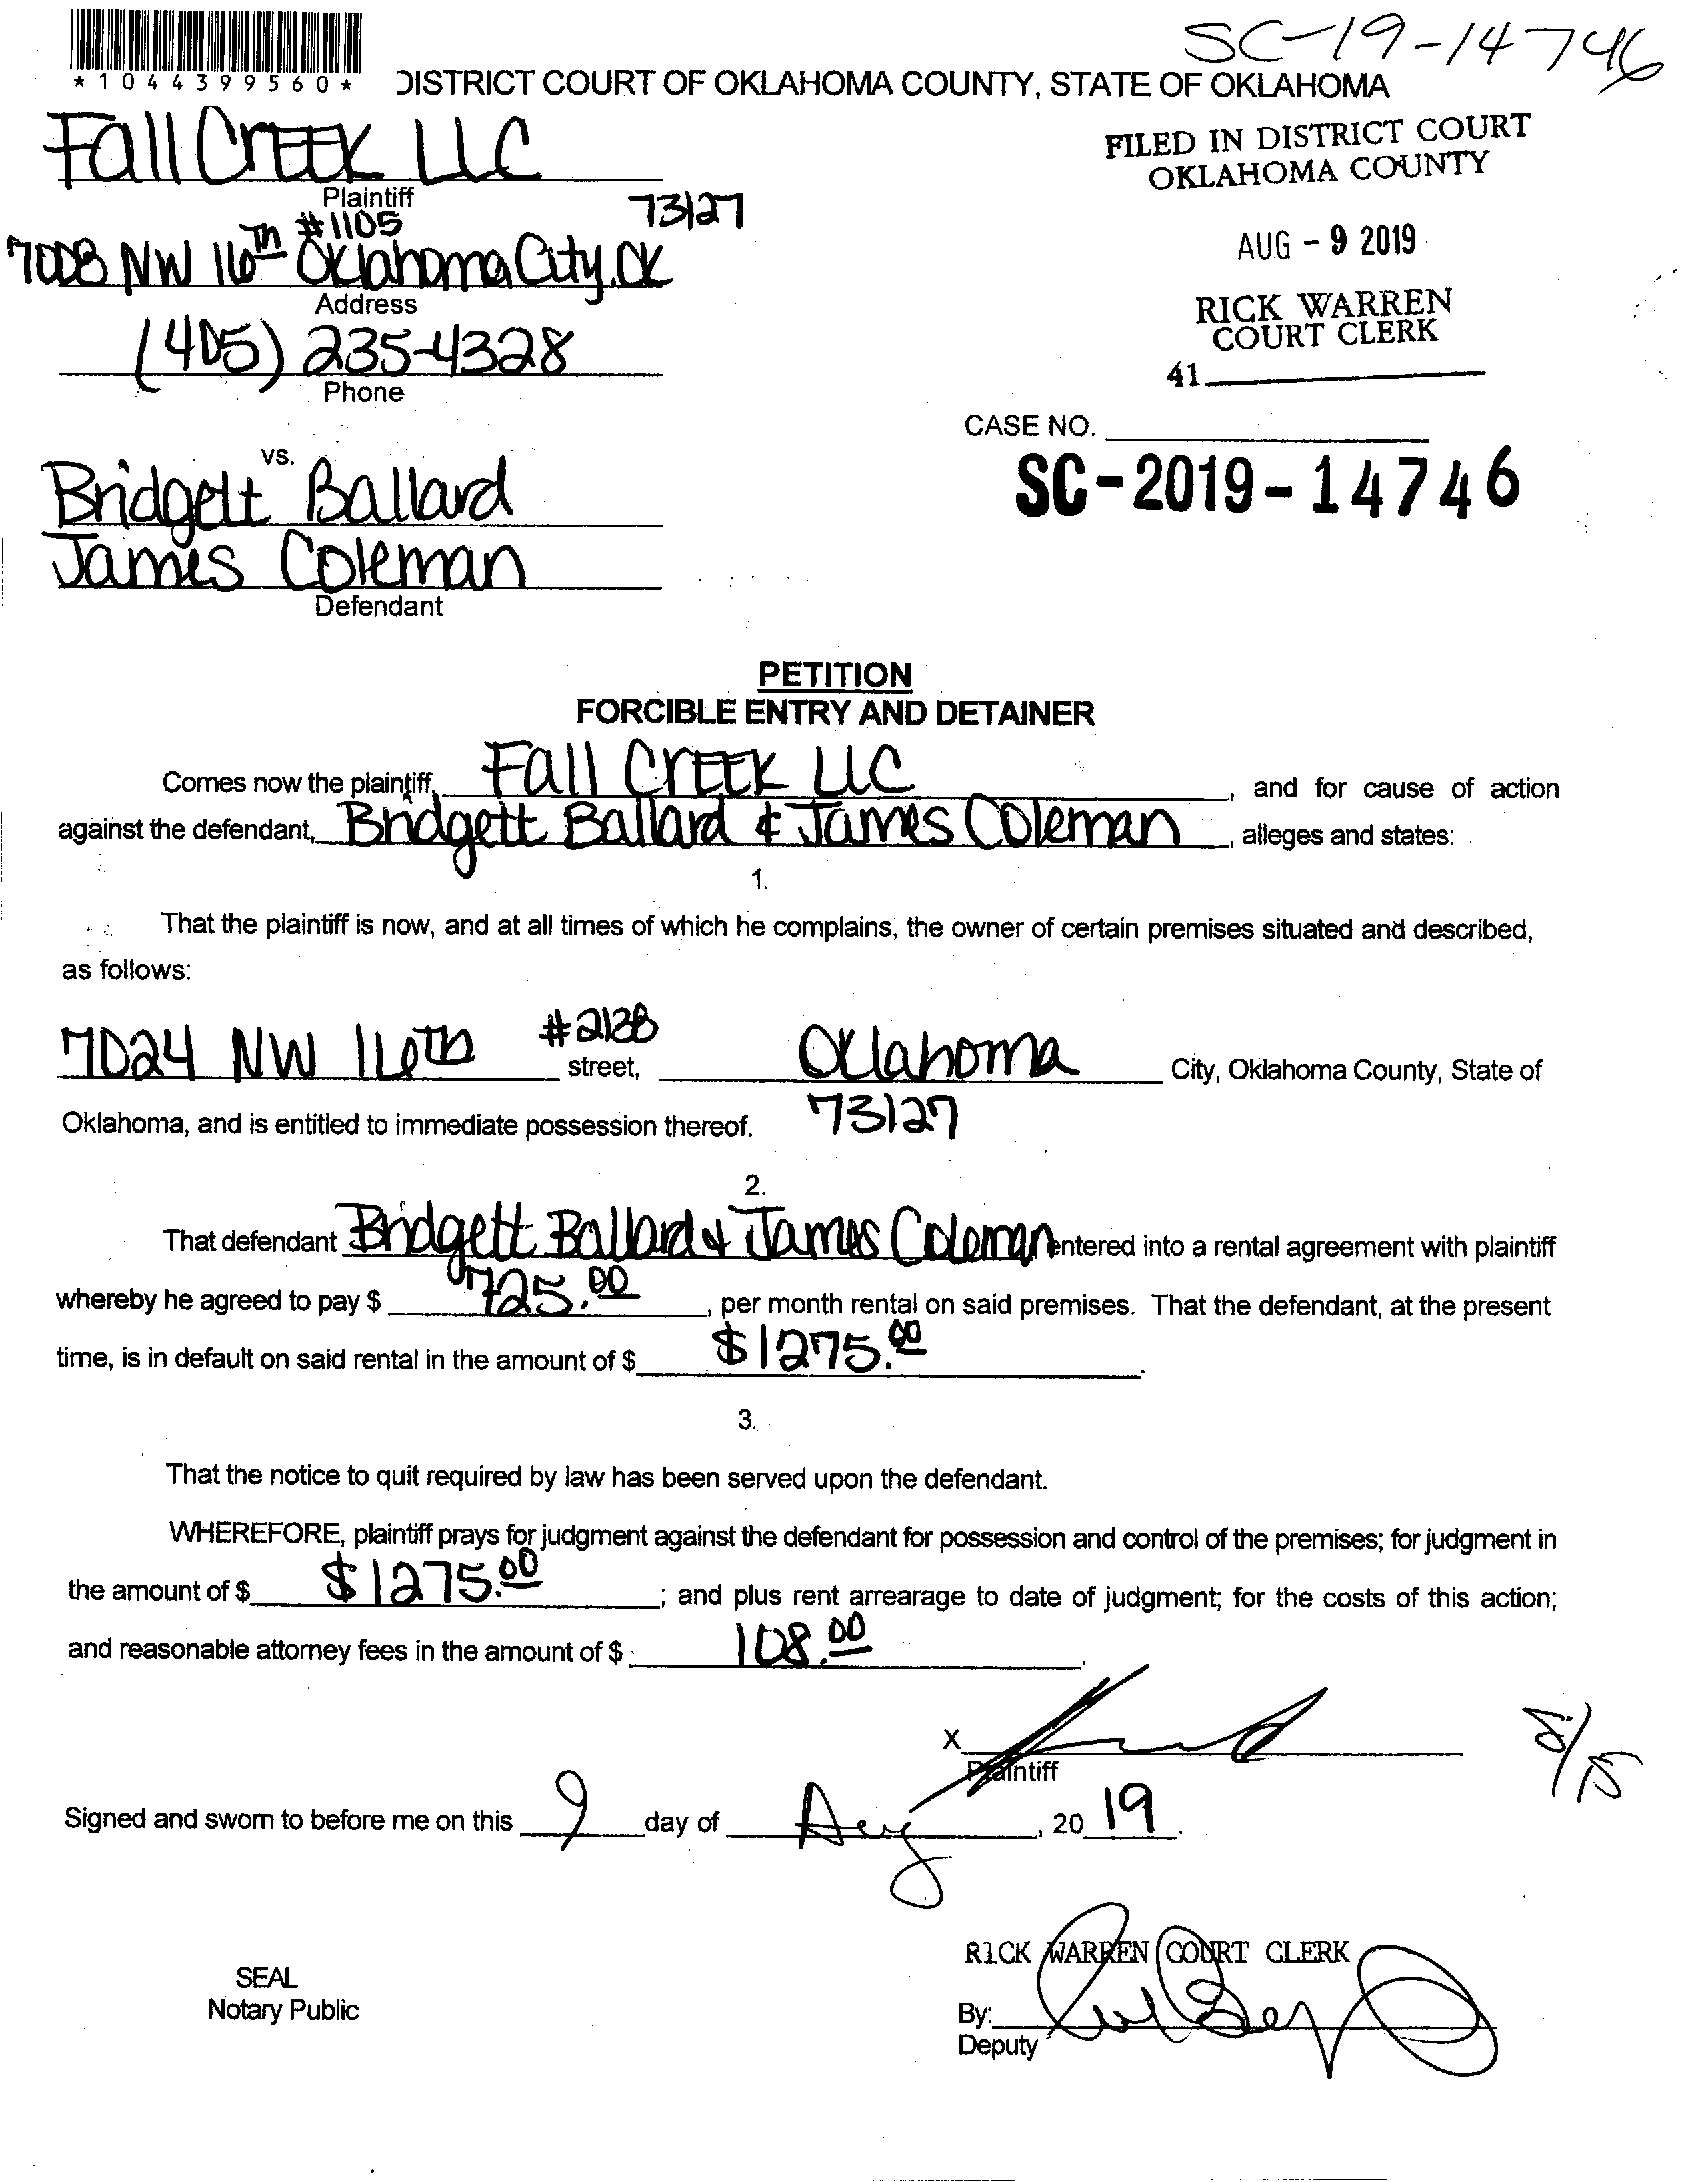 SC-19-14746
*1044399560*
DISTRICT COURT OF OKLAHOMA COUNTY, STATE OF OKLAHOMA
Fall Creek LLC
Plaintiff
FILED IN DISTRICT COURT
OKLAHOMA COUNTY
#1105
73127
7008 NW 16th Oklahoma City, OK
Address
AUG - 9 2019
(405) 235-4328
Phone
RICK WARREN
COURT CLERK
41
CASE NO.
SC-2019-14746
vs.
Bridgett Ballard
James Coleman
Defendant
PETITION
FORCIBLE ENTRY AND DETAINER
Comes now the plaintiff, Fall Creek LLC, and for cause of action
against the defendant, Bridgett Ballard & James Coleman, alleges and states:
1.
That the plaintiff is now, and at all times of which he complains, the owner of certain premises situated and described,
as follows:
7024 NW 16th #2138 street, Oklahoma City, Oklahoma County, State of
Oklahoma, and is entitled to immediate possession thereof. 73127
2.
That defendant Bridgett Ballard & James Coleman entered into a rental agreement with plaintiff
whereby he agreed to pay $ 725.00, per month rental on said premises. That the defendant, at the present
time, is in default on said rental in the amount of $ $1275.00.
3.
That the notice to quit required by law has been served upon the defendant.
WHEREFORE, plaintiff prays for judgment against the defendant for possession and control of the premises; for judgment in
the amount of $ $1275.00; and plus rent arrearage to date of judgment; for the costs of this action;
and reasonable attorney fees in the amount of $ 108.00.
X
Plaintiff
Signed and sworn to before me on this 9 day of Aug, 2019.
RICK WARREN COURT CLERK
SEAL
Notary Public
By:
Deputy